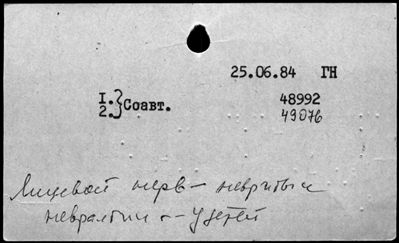 25.06.84 ГН
1.}Соавт. 48992
2. 49076
Лицевой нерв – невриты и
невралгии – – у детей